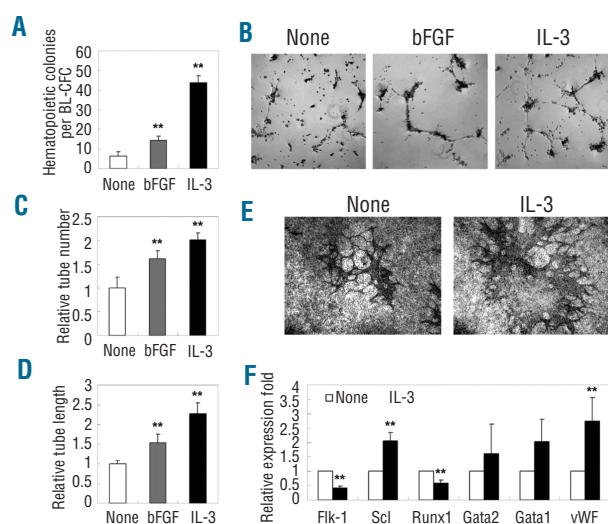 A
Hematopoietic colonies
per BL-CFC
60
50
40
30
20
10
0
**
**
None bFGF IL-3
B
None bFGF IL-3
C
Relative tube number
2.5
2
1.5
1
0.5
0
**
**
None bFGF IL-3
D
Relative tube length
3
2.5
2
1.5
1
0.5
0
**
**
None bFGF IL-3
E
None IL-3
F
Relative expression fold
4
3.5
2.5
2
1.2
1
0.5
0
None IL-3
**
**
**
**
Flk-1 Scl Runx1 Gata2 Gata1 vWF